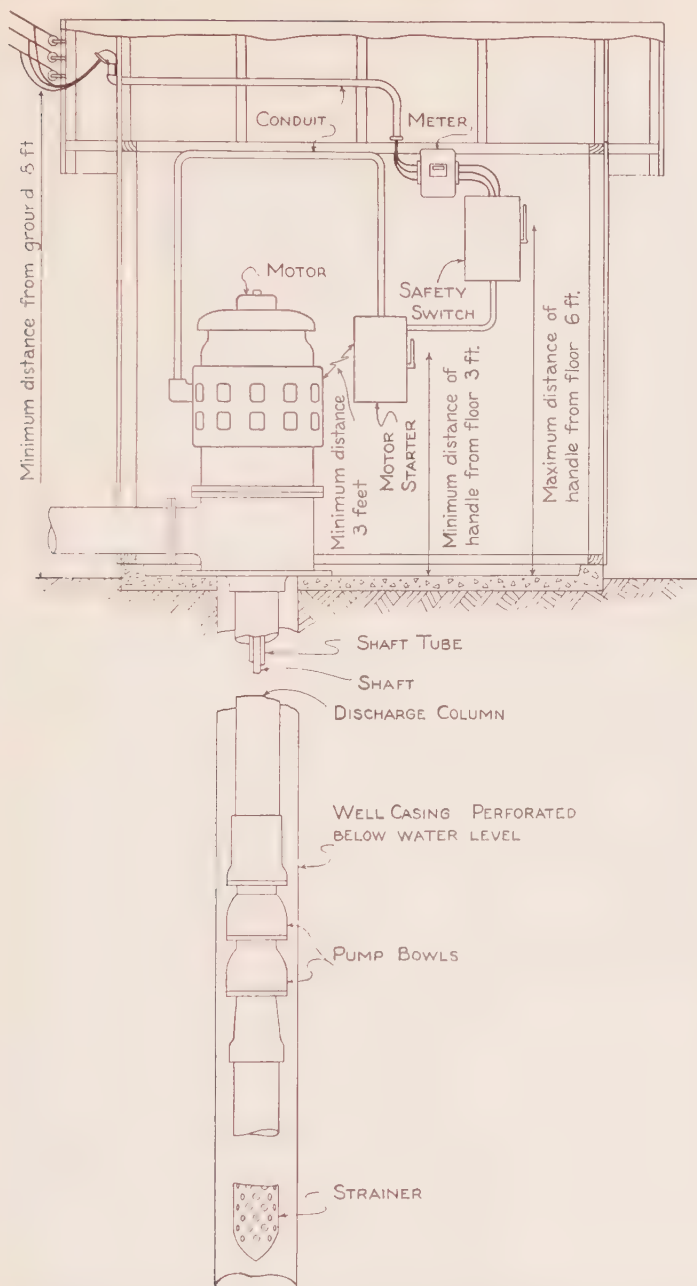 CONDUIT
METER
MOTOR
SAFETY
SWITCH
MOTOR
STARTER
Minimum distance from ground 8 ft
Minimum distance
3 feet
Minimum distance of
handle from floor 3 ft.
Maximum distance of
handle from floor 6 ft.
SHAFT TUBE
SHAFT
DISCHARGE COLUMN
WELL CASING PERFORATED
BELOW WATER LEVEL
PUMP BOWLS
STRAINER